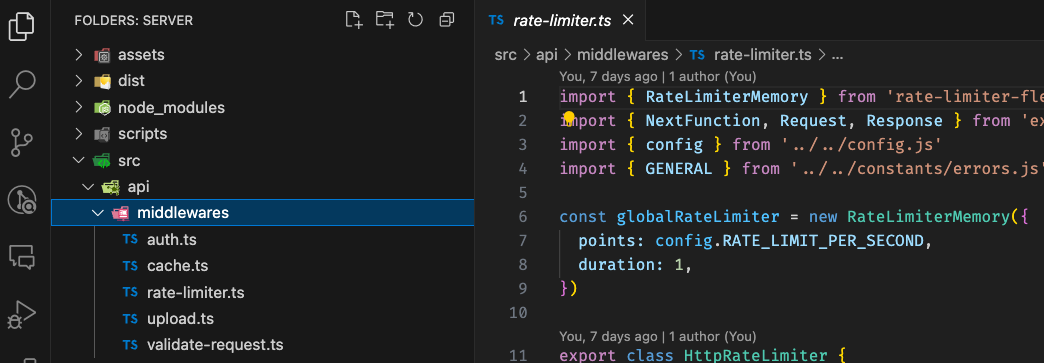 FOLDERS: SERVER
assets
dist
node_modules
scripts
src
api
middlewares
TS auth.ts
TS cache.ts
TS rate-limiter.ts
TS upload.ts
TS validate-request.ts
TS rate-limiter.ts
src > api > middlewares > TS rate-limiter.ts > ...
You, 7 days ago | 1 author (You)
1 import { RateLimiterMemory } from 'rate-limiter-fle
2 import { NextFunction, Request, Response } from 'ex
3 import { config } from '../../config.js'
4 import { GENERAL } from '../../constants/errors.js'
5
6 const globalRateLimiter = new RateLimiterMemory({
7 points: config.RATE_LIMIT_PER_SECOND,
8 duration: 1,
9 })
10
You, 7 days ago | 1 author (You)
11 export class HttpRateLimiter {